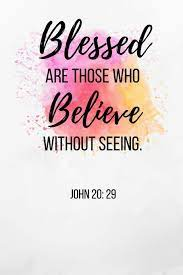 Blessed
ARE THOSE WHO
Believe
WITHOUT SEEING.
JOHN 20: 29